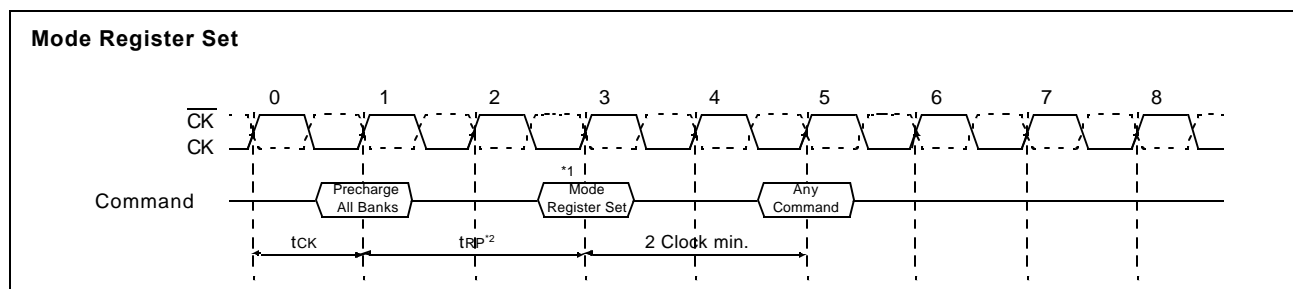 Mode Register Set
0 1 2 3 4 5 6 7 8
CK
CK
*1
Command
Precharge
All Banks
Mode
Register Set
Any
Command
tCK
tRP*2
2 Clock min.